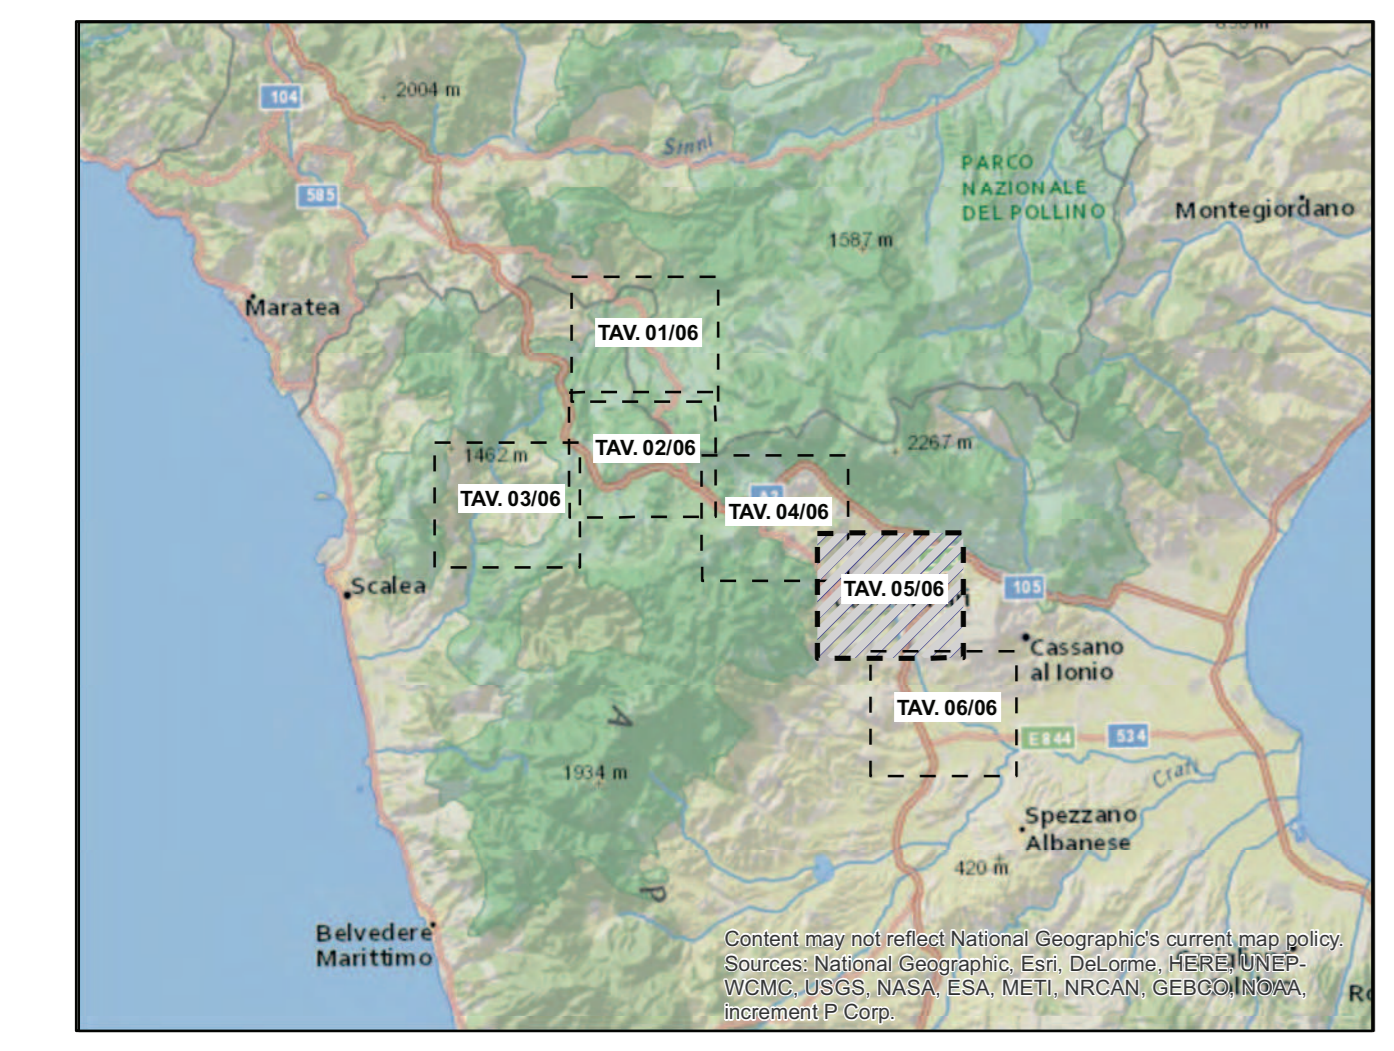 104
2004 m
Sinni
585
PARCO
NAZIONALE
DEL POLLINO
Montegiordano
1587 m
Maratea
TAV. 01/06
TAV. 02/06
2267 m
1462 m
TAV. 03/06
TAV. 04/06
TAV. 05/06
105
Scalea
Cassano
al Ionio
TAV. 06/06
A
E844
534
Crati
1934 m
Spezzano
Albanese
420 m
P
Belvedere
Marittimo
Content may not reflect National Geographic's current map policy.
Sources: National Geographic, Esri, DeLorme, HERE, UNEP-
WCMC, USGS, NASA, ESA, METI, NRCAN, GEBCO, NOAA,
increment P Corp.